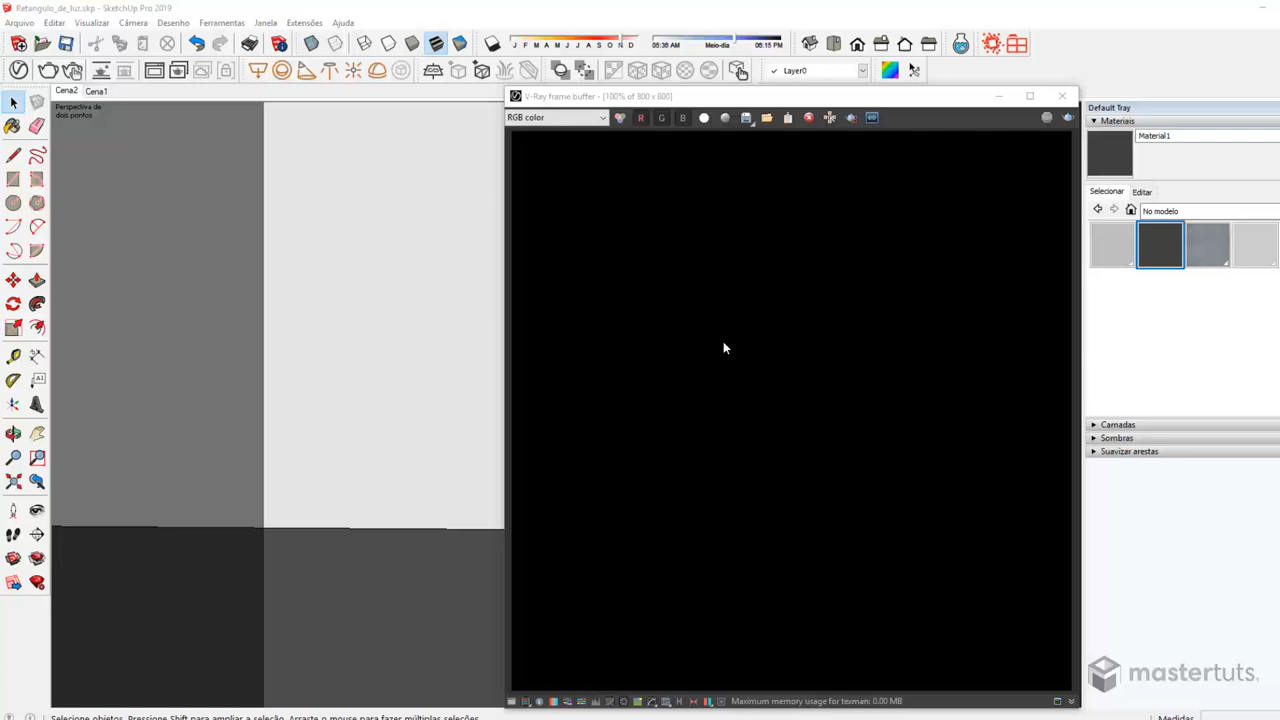 Retangulo_de_luz.skp - SketchUp Pro 2019
Arquivo Editar Visualizar Câmera Desenho Ferramentas Janela Extensões Ajuda
J F M A M J J A S O N D 05:36 AM Meio-dia 06:15 PM
✓ Layer0
Cena2 Cena1
Perspectiva de
dois pontos
V-Ray frame buffer - [100% of 800 x 800]
RGB color R G B
Maximum memory usage for texman: 0.00 MB
Default Tray
Materiais
Material1
Selecionar Editar
No modelo
Camadas
Sombras
Suavizar arestas
mastertuts.
Selecione objetos. Pressione Shift para ampliar a seleção. Arraste o mouse para fazer múltiplas seleções.
Medidas